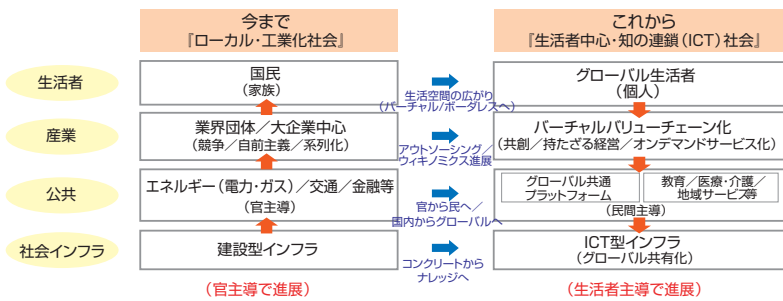 今まで
『ローカル・工業化社会』
これから
『生活者中心・知の連鎖(ICT)社会』
生活者
国民
(家族)
生活空間の広がり
(バーチャル/ボーダレスへ)
グローバル生活者
(個人)
産業
業界団体／大企業中心
(競争／自前主義／系列化)
アウトソーシング／
ウィキノミクス進展
バーチャルバリューチェーン化
(共創／持たざる経営／オンデマンドサービス化)
公共
エネルギー(電力・ガス)／交通／金融等
(官主導)
官から民へ／
国内からグローバルへ
グローバル共通
プラットフォーム
教育／医療・介護／
地域サービス等
(民間主導)
社会インフラ
建設型インフラ
コンクリートから
ナレッジへ
ICT型インフラ
(グローバル共有化)
(官主導で進展)
(生活者主導で進展)